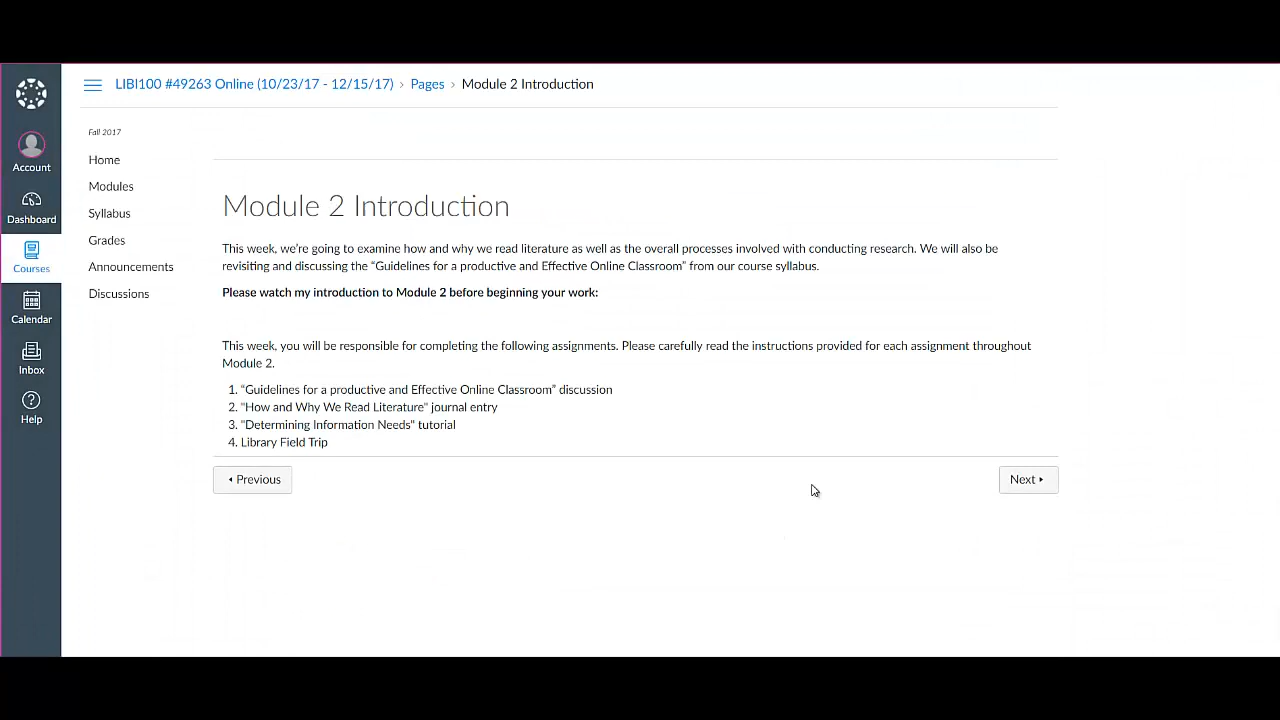 LIBI100 #49263 Online (10/23/17 - 12/15/17) › Pages › Module 2 Introduction
Account
Dashboard
Courses
Calendar
Inbox
Help
Fall 2017
Home
Modules
Syllabus
Grades
Announcements
Discussions
Module 2 Introduction
This week, we're going to examine how and why we read literature as well as the overall processes involved with conducting research. We will also be
revisiting and discussing the “Guidelines for a productive and Effective Online Classroom” from our course syllabus.
Please watch my introduction to Module 2 before beginning your work:
This week, you will be responsible for completing the following assignments. Please carefully read the instructions provided for each assignment throughout
Module 2.
1. “Guidelines for a productive and Effective Online Classroom” discussion
2. "How and Why We Read Literature" journal entry
3. "Determining Information Needs" tutorial
4. Library Field Trip
Previous
Next